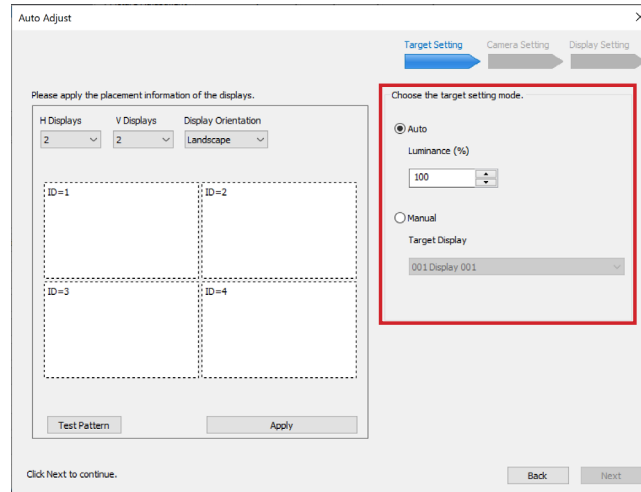 Auto Adjust
Target Setting Camera Setting Display Setting
Please apply the placement information of the displays.
H Displays V Displays Display Orientation
2 2 Landscape
ID=1 ID=2
ID=3 ID=4
Test Pattern Apply
Choose the target setting mode.
Auto
Luminance (%)
100
Manual
Target Display
001 Display 001
Click Next to continue.
Back Next